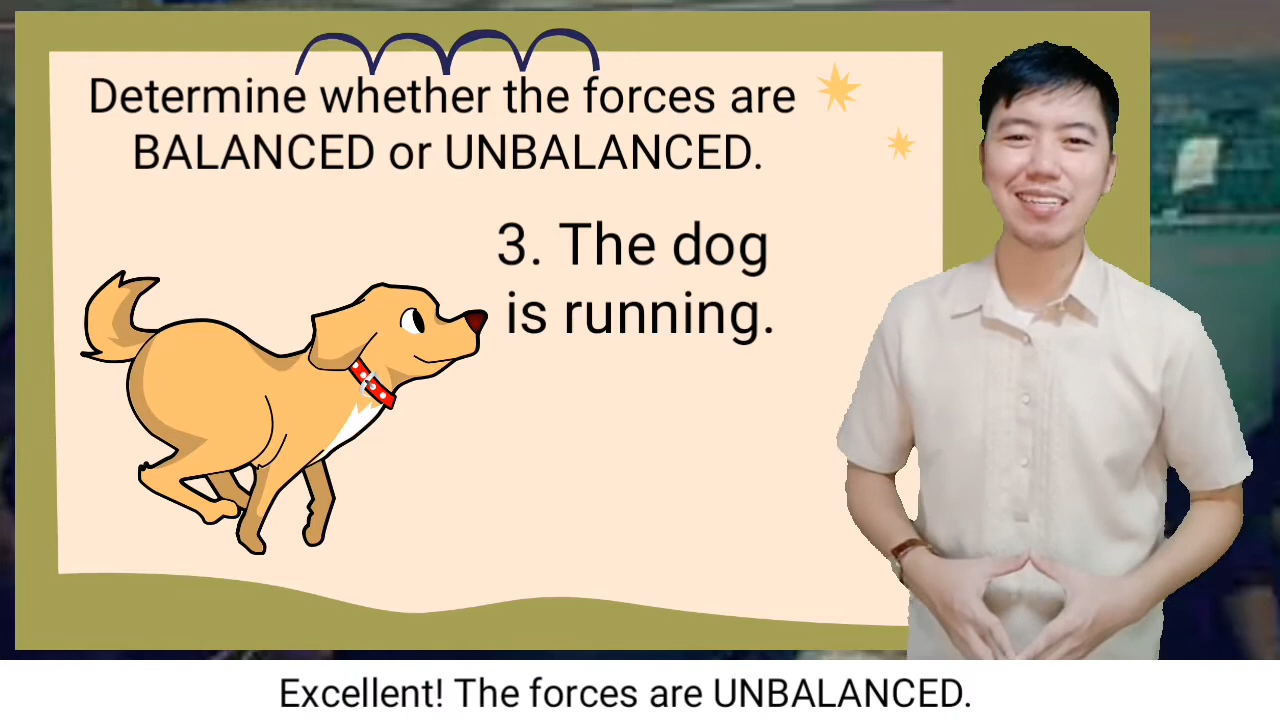 Determine whether the forces are
BALANCED or UNBALANCED.
3. The dog
is running.
Excellent! The forces are UNBALANCED.